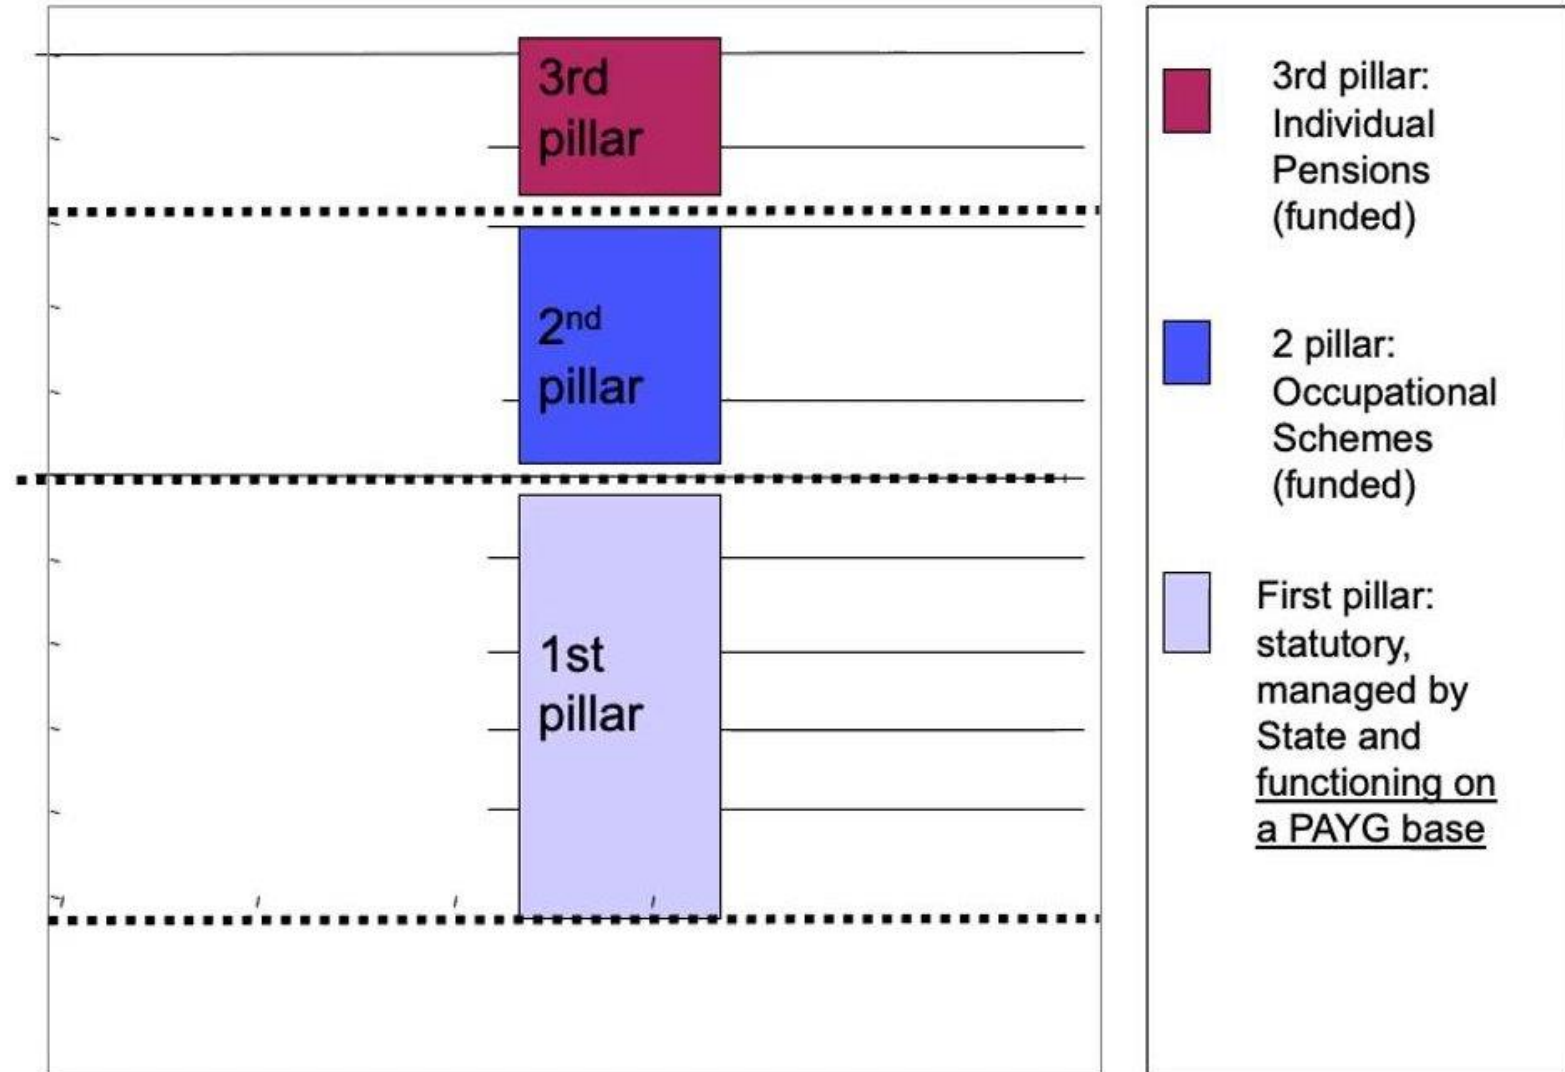 3rd
pillar
2nd
pillar
1st
pillar
3rd pillar:
Individual
Pensions
(funded)
2 pillar:
Occupational
Schemes
(funded)
First pillar:
statutory,
managed by
State and
functioning on
a PAYG base